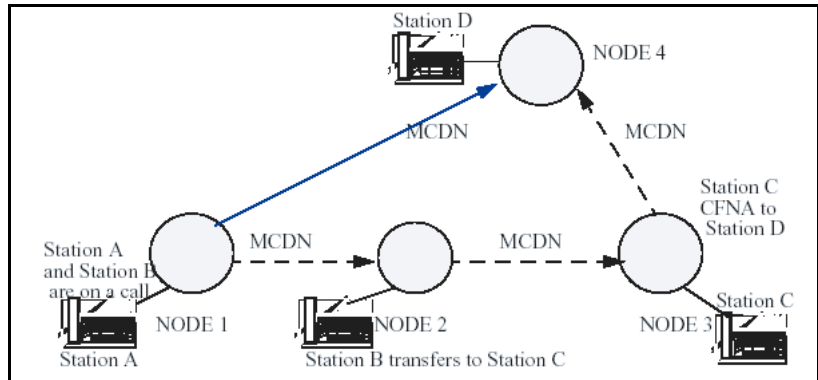 Station D
NODE 4
MCDN
MCDN
Station C
CFNA to
Station D
Station A
and Station B
are on a call
MCDN
MCDN
Station C
NODE 1
NODE 2
NODE 3
Station A
Station B transfers to Station C